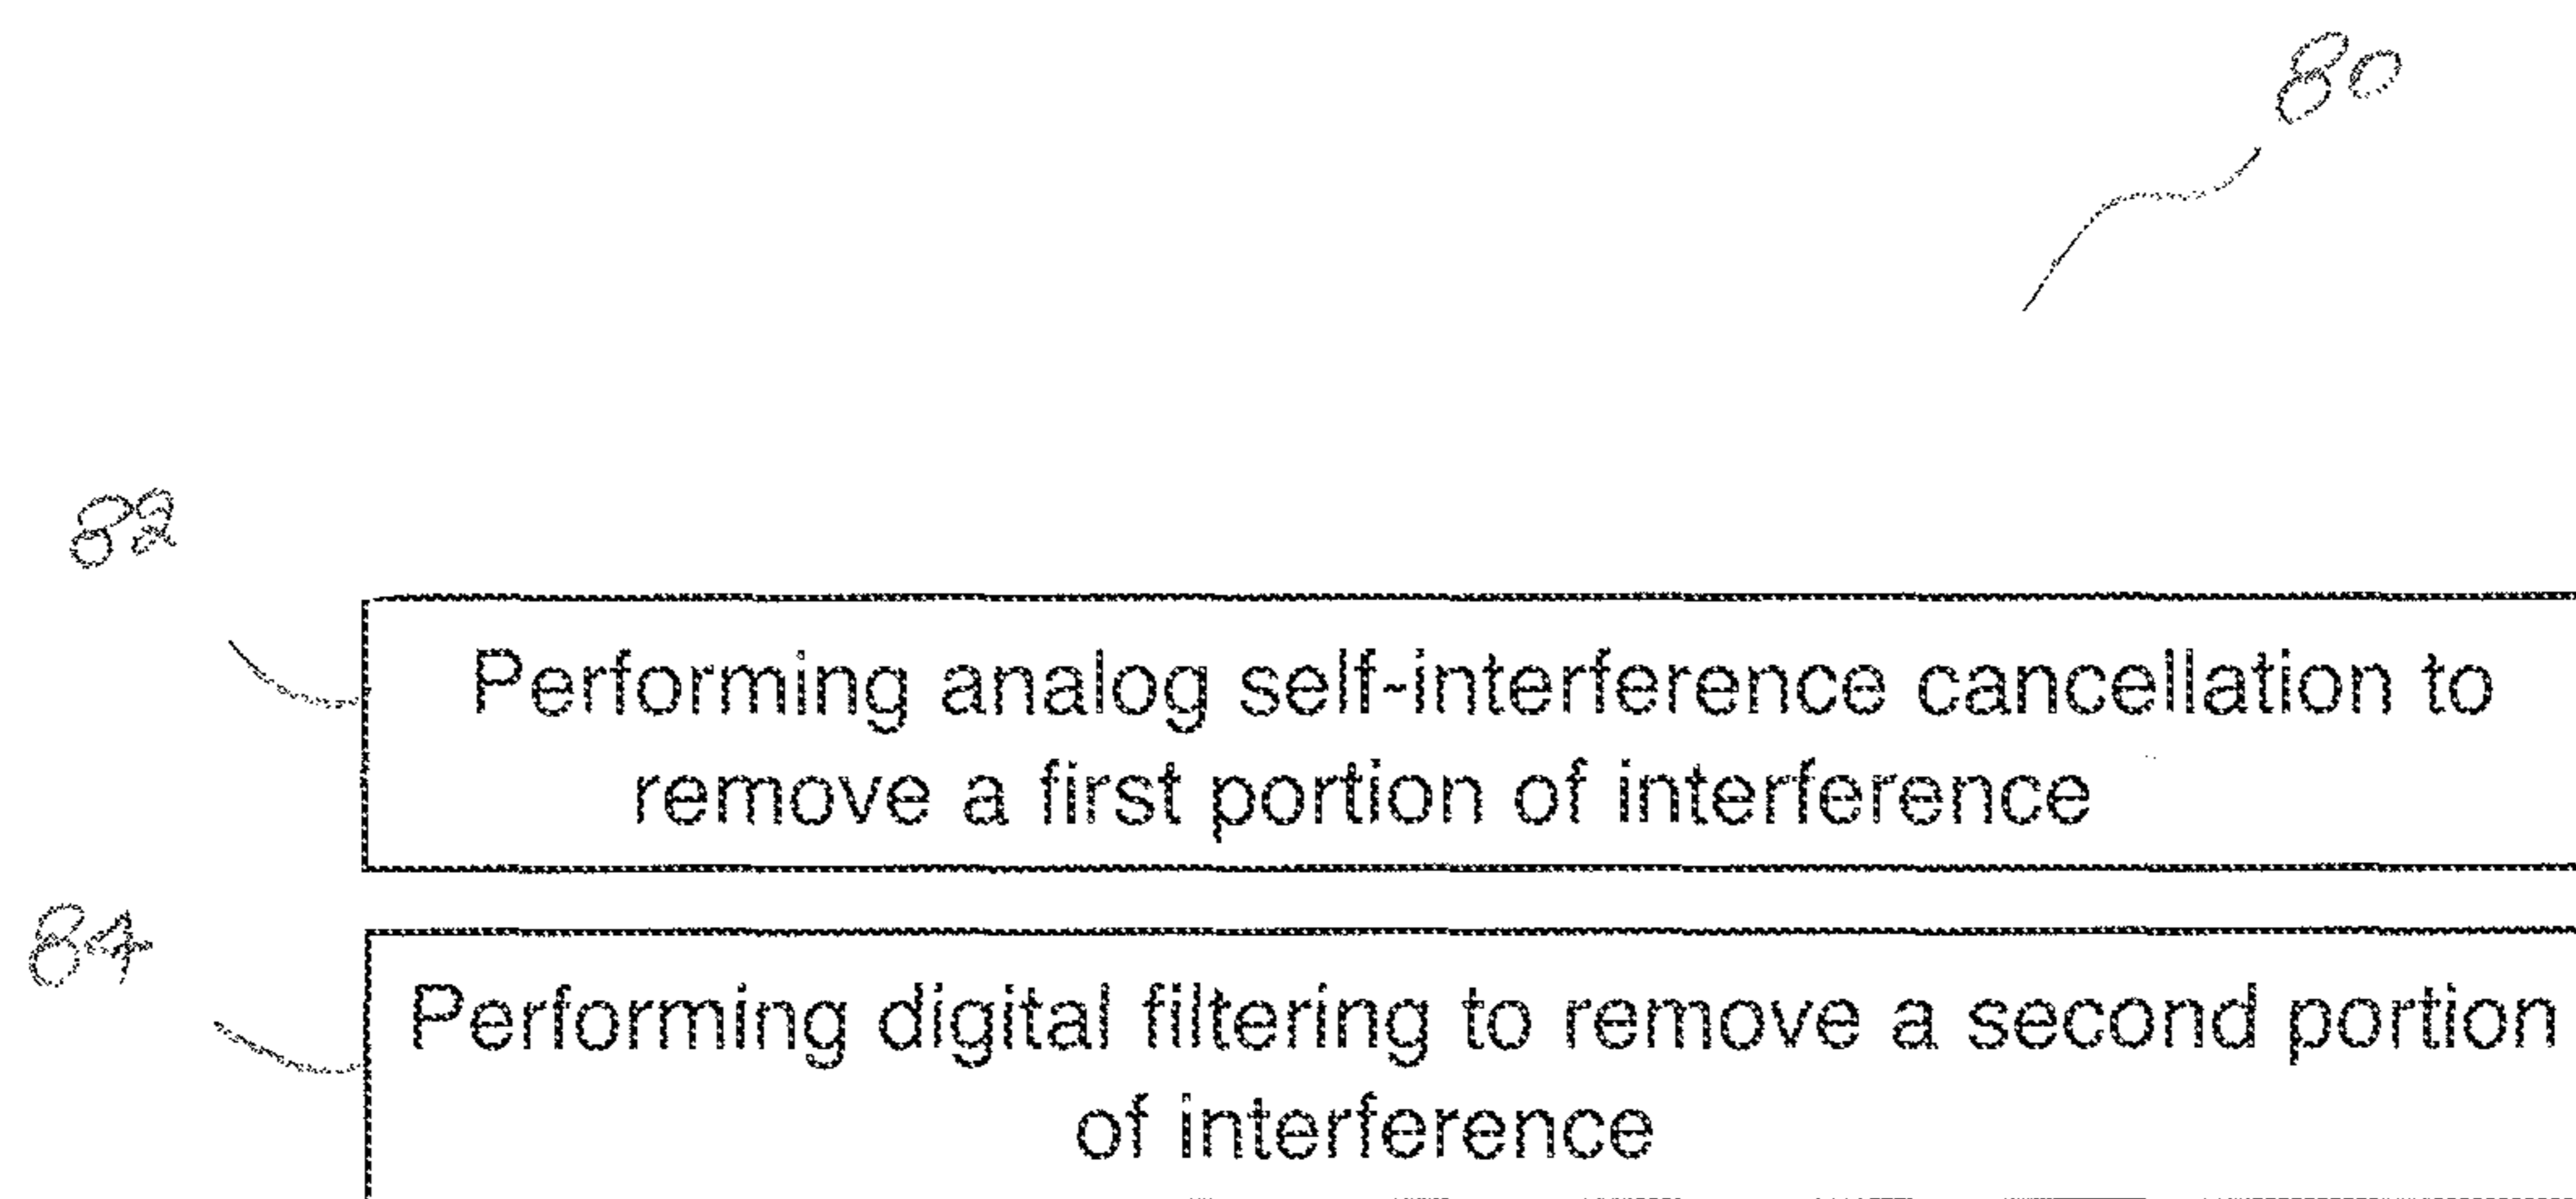 80
82
Performing analog self-interference cancellation to
remove a first portion of interference
84
Performing digital filtering to remove a second portion
of interference